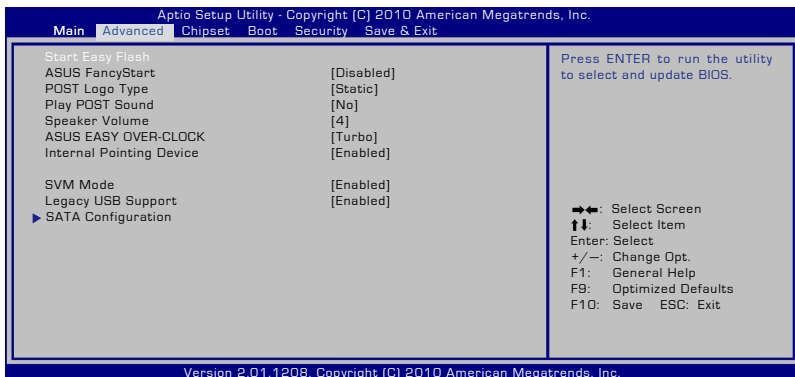 Aptio Setup Utility - Copyright (C) 2010 American Megatrends, Inc.
Main Advanced Chipset Boot Security Save & Exit
Start Easy Flash
ASUS FancyStart [Disabled]
POST Logo Type [Static]
Play POST Sound [No]
Speaker Volume [4]
ASUS EASY OVER-CLOCK [Turbo]
Internal Pointing Device [Enabled]
SVM Mode [Enabled]
Legacy USB Support [Enabled]
SATA Configuration
Press ENTER to run the utility
to select and update BIOS.
→←: Select Screen
↑↓: Select Item
Enter: Select
+/—: Change Opt.
F1: General Help
F9: Optimized Defaults
F10: Save ESC: Exit
Version 2.01.1208. Copyright (C) 2010 American Megatrends, Inc.